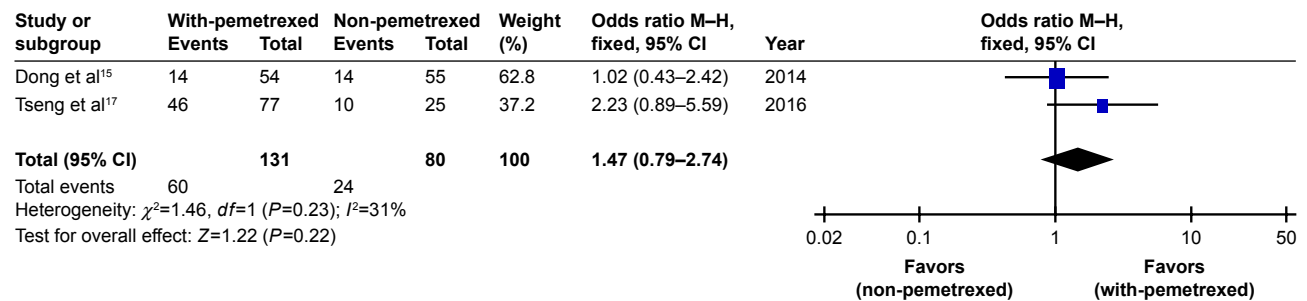 Study or With-pemetrexed Non-pemetrexed Weight Odds ratio M–H, Odds ratio M–H,
subgroup Events Total Events Total (%) fixed, 95% CI Year fixed, 95% CI
Dong et al¹⁵ 14 54 14 55 62.8 1.02 (0.43–2.42) 2014
Tseng et al¹⁷ 46 77 10 25 37.2 2.23 (0.89–5.59) 2016
Total (95% CI) 131 80 100 1.47 (0.79–2.74)
Total events 60 24
Heterogeneity: χ²=1.46, df=1 (P=0.23); I²=31%
Test for overall effect: Z=1.22 (P=0.22)
0.02 0.1 1 10 50
Favors Favors
(non-pemetrexed) (with-pemetrexed)